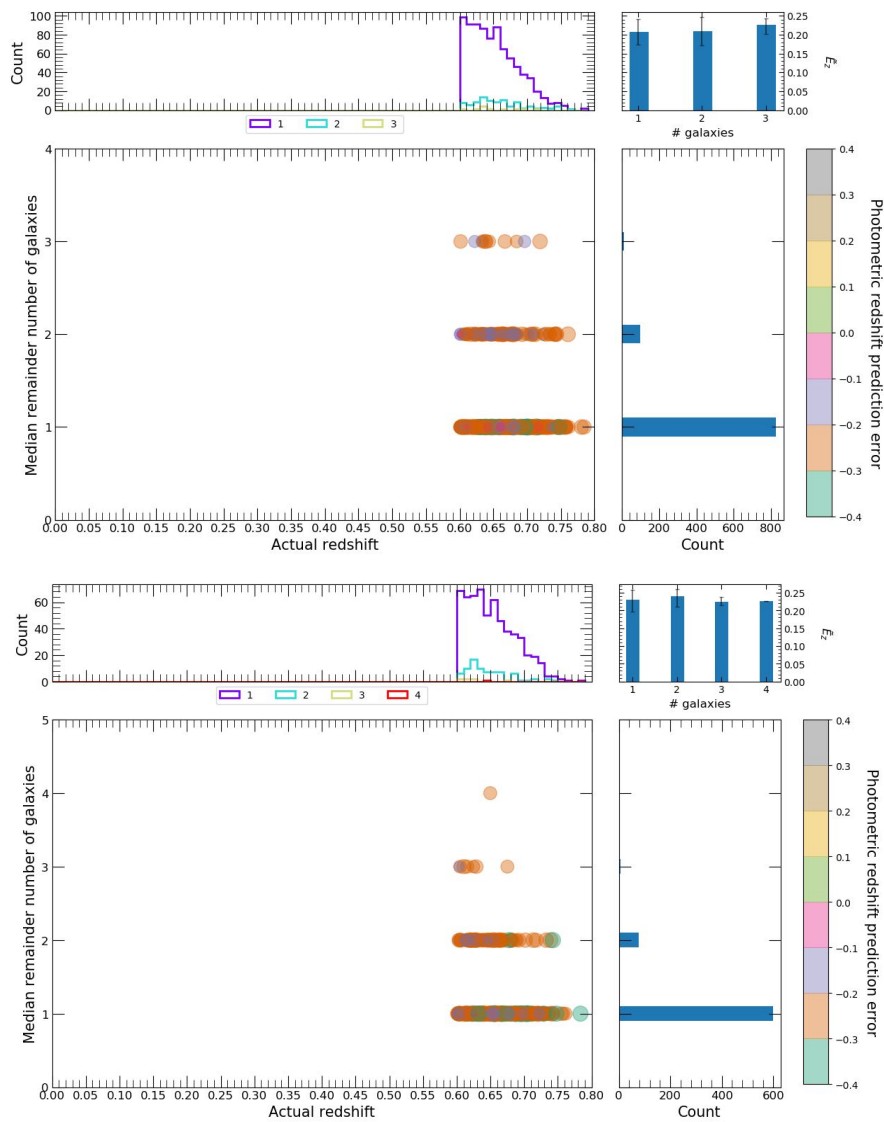 100
80
60
40
20
0
Count
1 2 3
0.25
0.20
0.15
0.10
0.05
0.00
Ē_z
1 2 3
# galaxies
4
3
2
1
0
Median remainder number of galaxies
0.00 0.05 0.10 0.15 0.20 0.25 0.30 0.35 0.40 0.45 0.50 0.55 0.60 0.65 0.70 0.75 0.80
Actual redshift
0 200 400 600 800
Count
0.4
0.3
0.2
0.1
0.0
−0.1
−0.2
−0.3
−0.4
Photometric redshift prediction error
60
40
20
0
Count
1 2 3 4
0.25
0.20
0.15
0.10
0.05
0.00
Ē_z
1 2 3 4
# galaxies
5
4
3
2
1
0
Median remainder number of galaxies
0.00 0.05 0.10 0.15 0.20 0.25 0.30 0.35 0.40 0.45 0.50 0.55 0.60 0.65 0.70 0.75 0.80
Actual redshift
0 100 200 300 400 500 600
Count
0.4
0.3
0.2
0.1
0.0
−0.1
−0.2
−0.3
−0.4
Photometric redshift prediction error